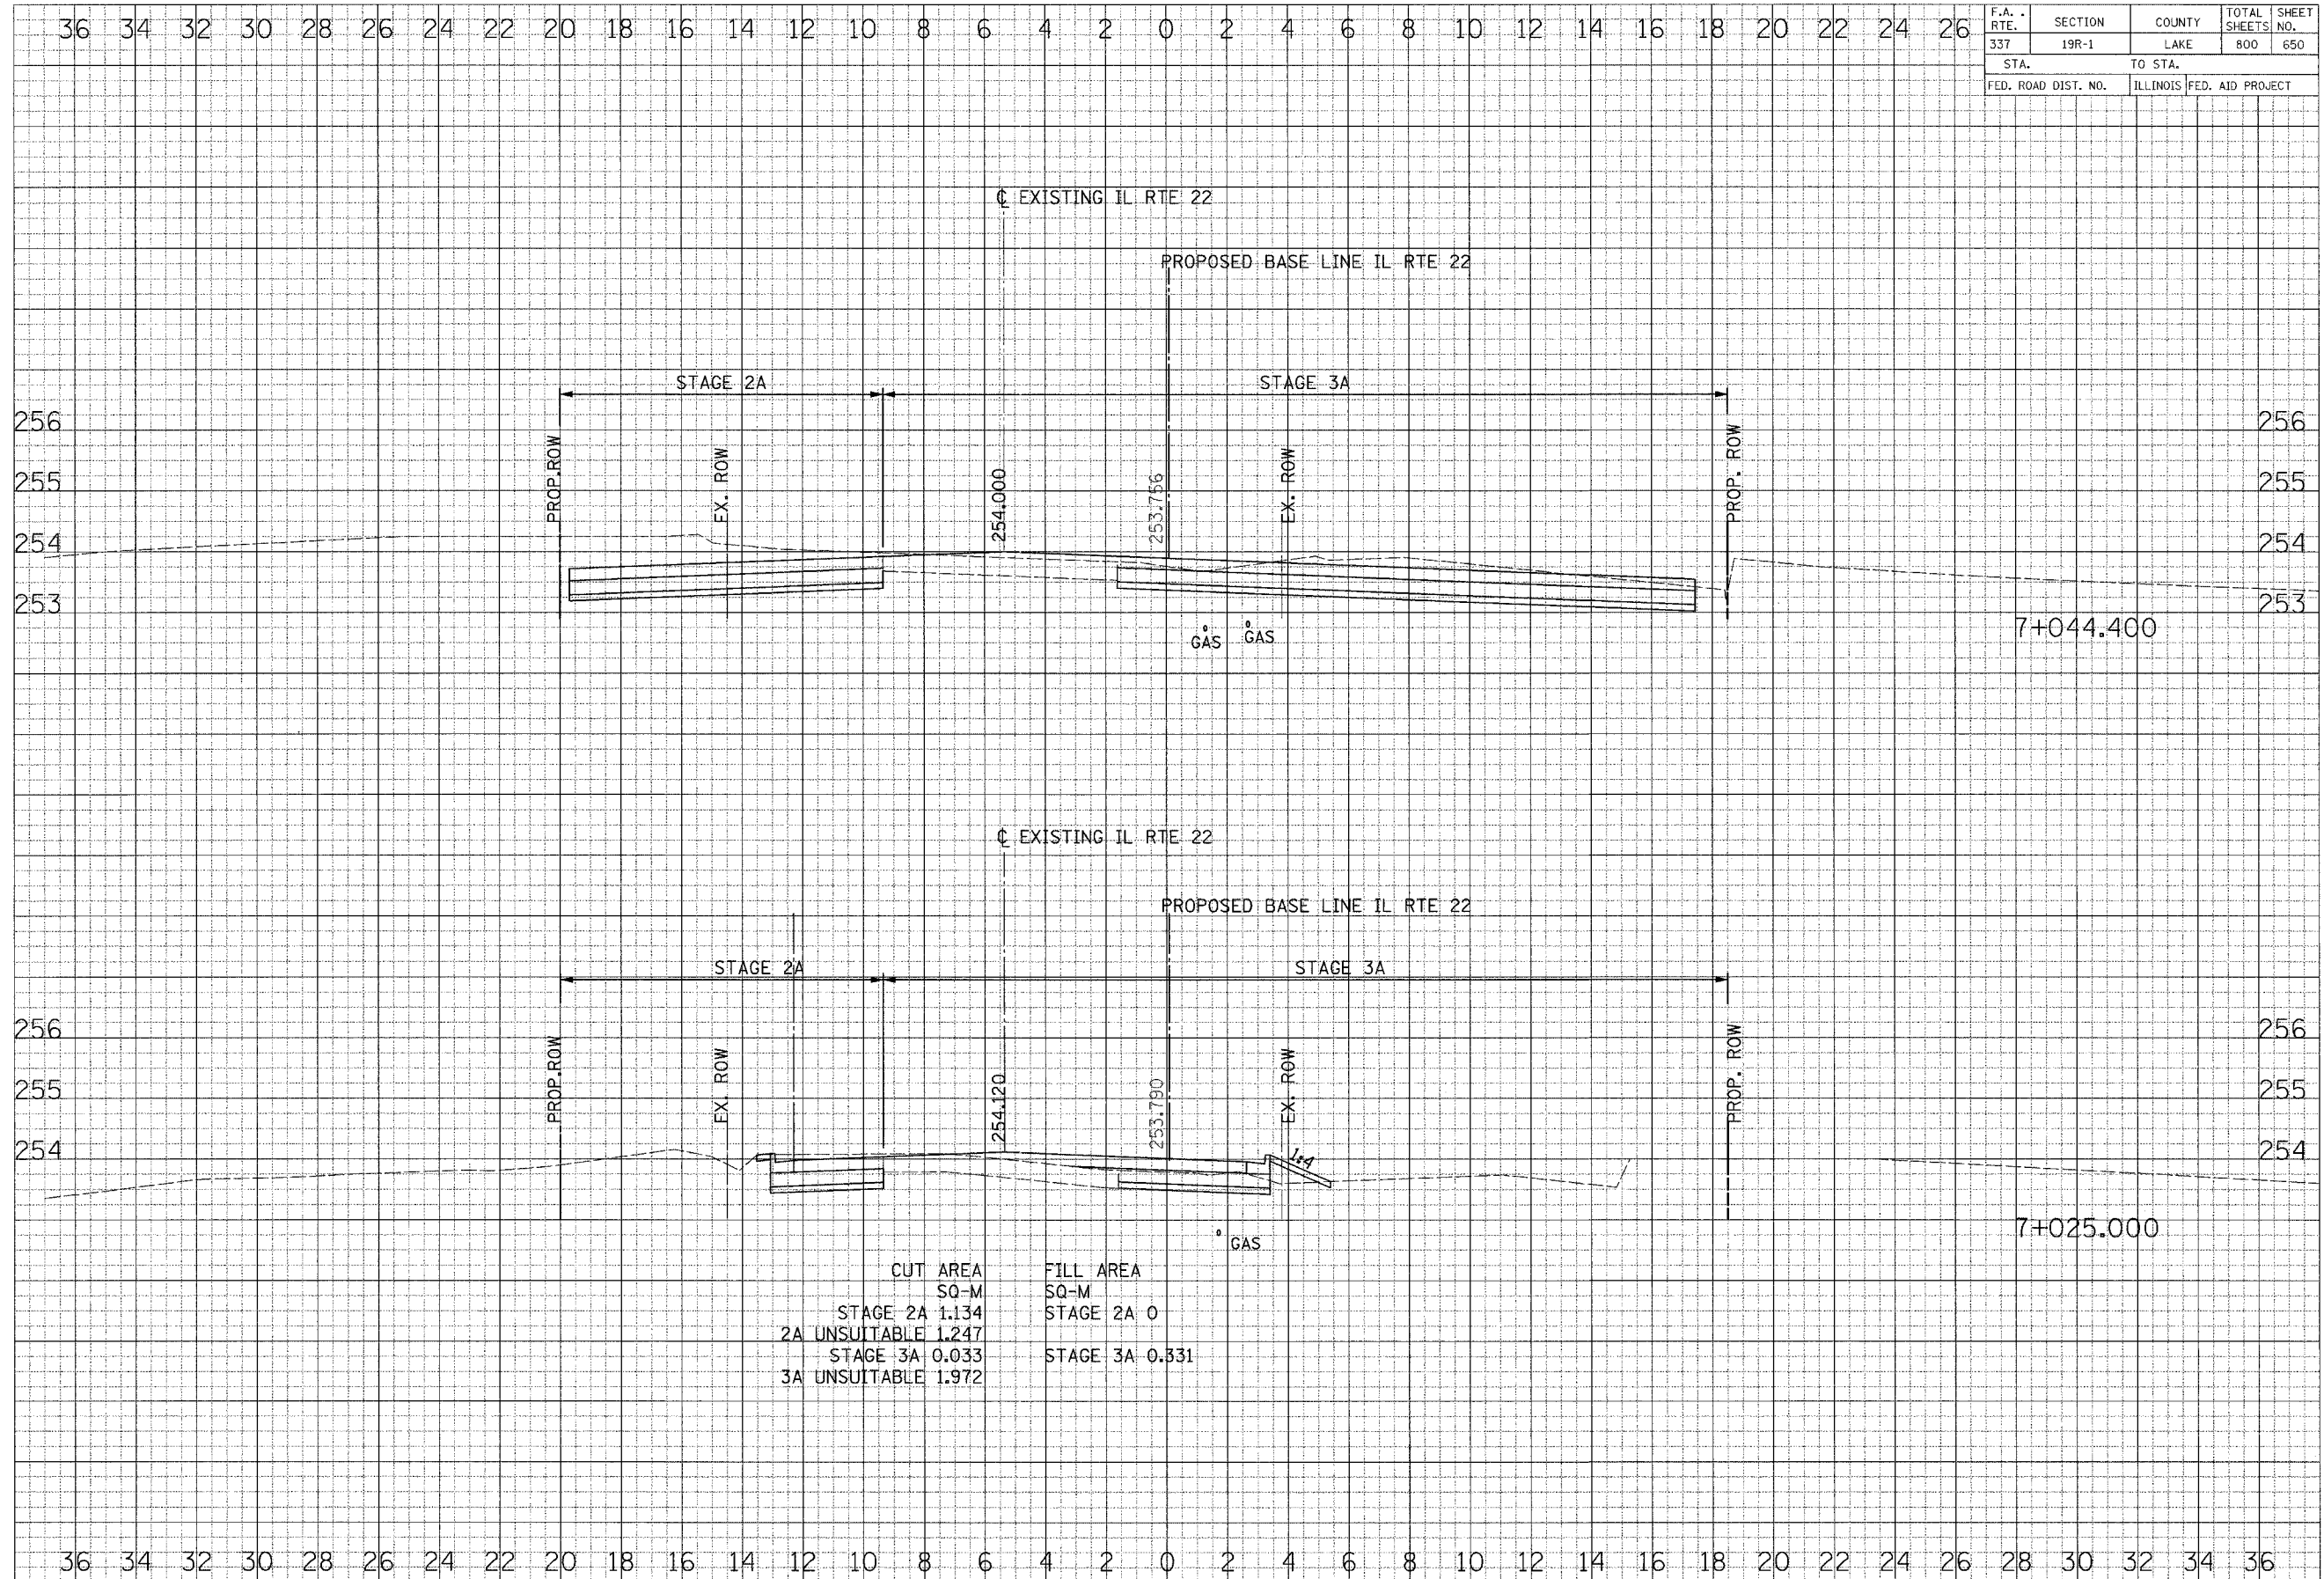 36 34 32 30 28 26 24 22 20 18 16 14 12 10 8 6 4 2 0 2 4 6 8 10 12 14 16 18 20 22 24 26
F.A. RTE. SECTION COUNTY TOTAL SHEETS SHEET NO.
337 19R-1 LAKE 800 650
STA. TO STA.
FED. ROAD DIST. NO. ILLINOIS FED. AID PROJECT
℄ EXISTING IL RTE 22
PROPOSED BASE LINE IL RTE 22
STAGE 2A STAGE 3A
256 256
255 255
254 254
253 253
PROP.ROW
EX. ROW
254.000
253.756
EX. ROW
PROP. ROW
GAS GAS
7+044.400
℄ EXISTING IL RTE 22
PROPOSED BASE LINE IL RTE 22
STAGE 2A STAGE 3A
256 256
255 255
254 254
PROP.ROW
EX. ROW
254.120
253.790
EX. ROW
1:4
PROP. ROW
GAS
7+025.000
CUT AREA FILL AREA
SQ-M SQ-M
STAGE 2A 1.134 STAGE 2A 0
2A UNSUITABLE 1.247
STAGE 3A 0.033 STAGE 3A 0.331
3A UNSUITABLE 1.972
36 34 32 30 28 26 24 22 20 18 16 14 12 10 8 6 4 2 0 2 4 6 8 10 12 14 16 18 20 22 24 26 28 30 32 34 36